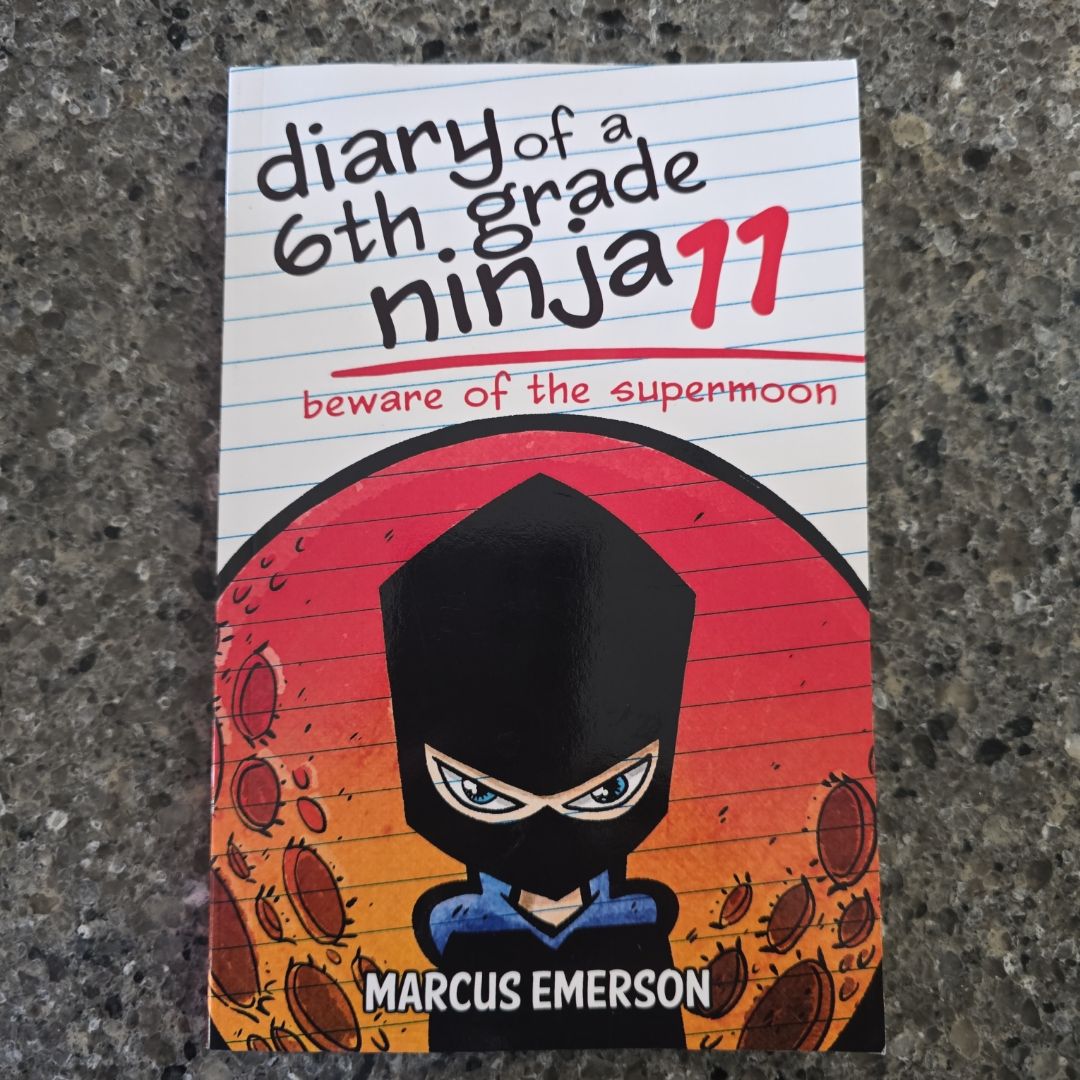 diary of a
6th grade
ninja 11
beware of the supermoon
MARCUS EMERSON